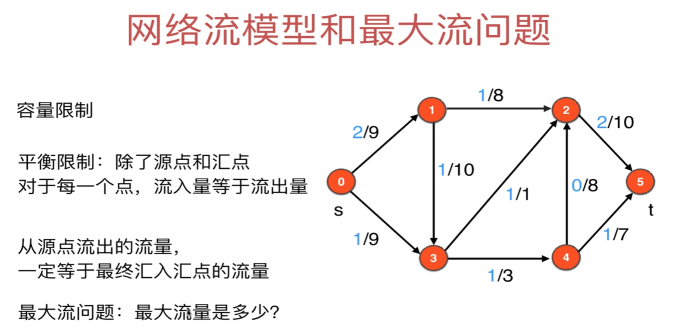 网络流模型和最大流问题
容量限制
平衡限制：除了源点和汇点
对于每一个点，流入量等于流出量
从源点流出的流量，
一定等于最终汇入汇点的流量
最大流问题：最大流量是多少？
1/8
1
2
2/9
2/10
1/10
0
1/1
0/8
5
s
t
1/9
1/7
3
4
1/3